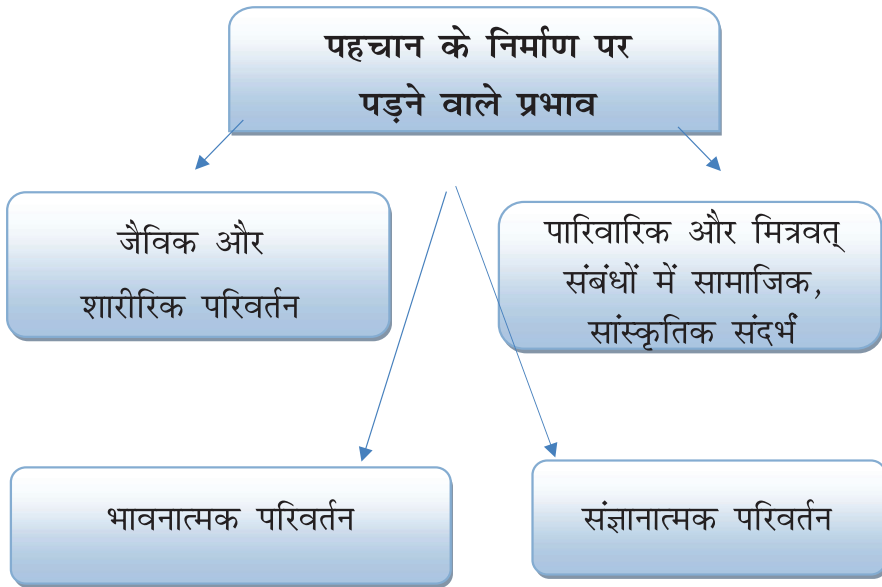 पहचान के निर्माण पर
पड़ने वाले प्रभाव
जैविक और
शारीरिक परिवर्तन
पारिवारिक और मित्रवत्
संबंधों में सामाजिक,
सांस्कृतिक संदर्भ
भावनात्मक परिवर्तन
संज्ञानात्मक परिवर्तन